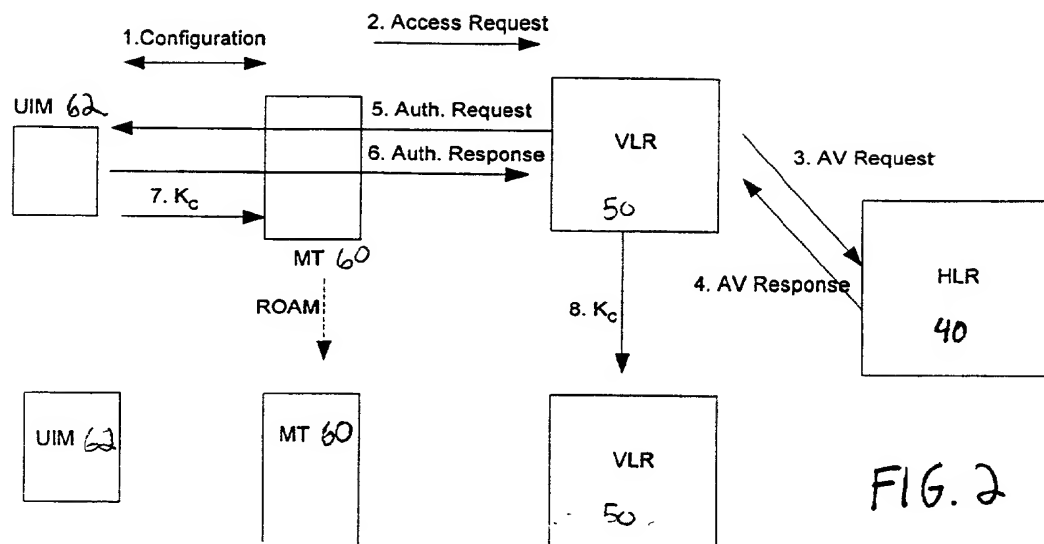 2. Access Request
1.Configuration
UIM 62
5. Auth. Request
6. Auth. Response
7. Kc
MT 60
VLR
50
3. AV Request
4. AV Response
HLR
40
ROAM
8. Kc
UIM 62
MT 60
VLR
50
FIG. 2